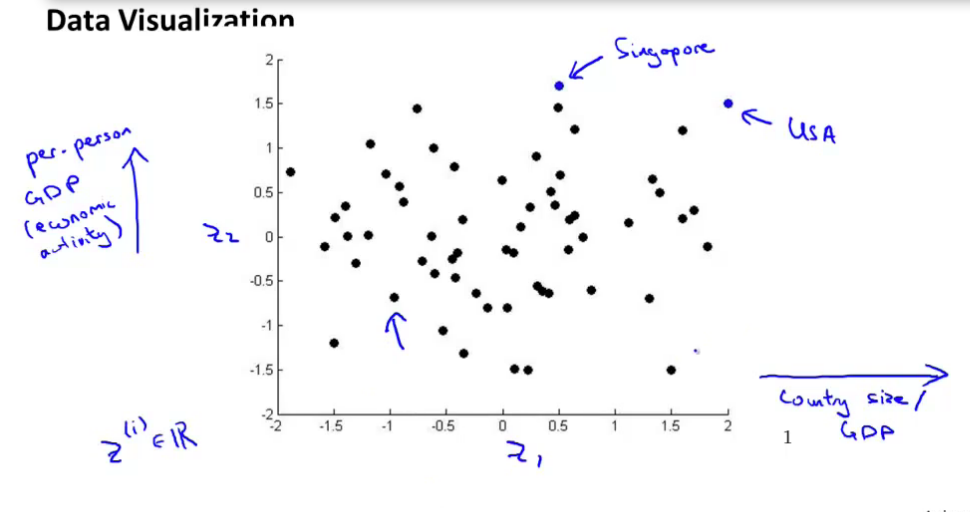 Data Visualization
Singapore
USA
per-person
GDP
(economic
activity)
z₂
2
1.5
1
0.5
0
-0.5
-1
-1.5
-2
-2 -1.5 -1 -0.5 0 0.5 1 1.5 2
z₁
z⁽ⁱ⁾ ∈ ℝ
Country size/
GDP
1